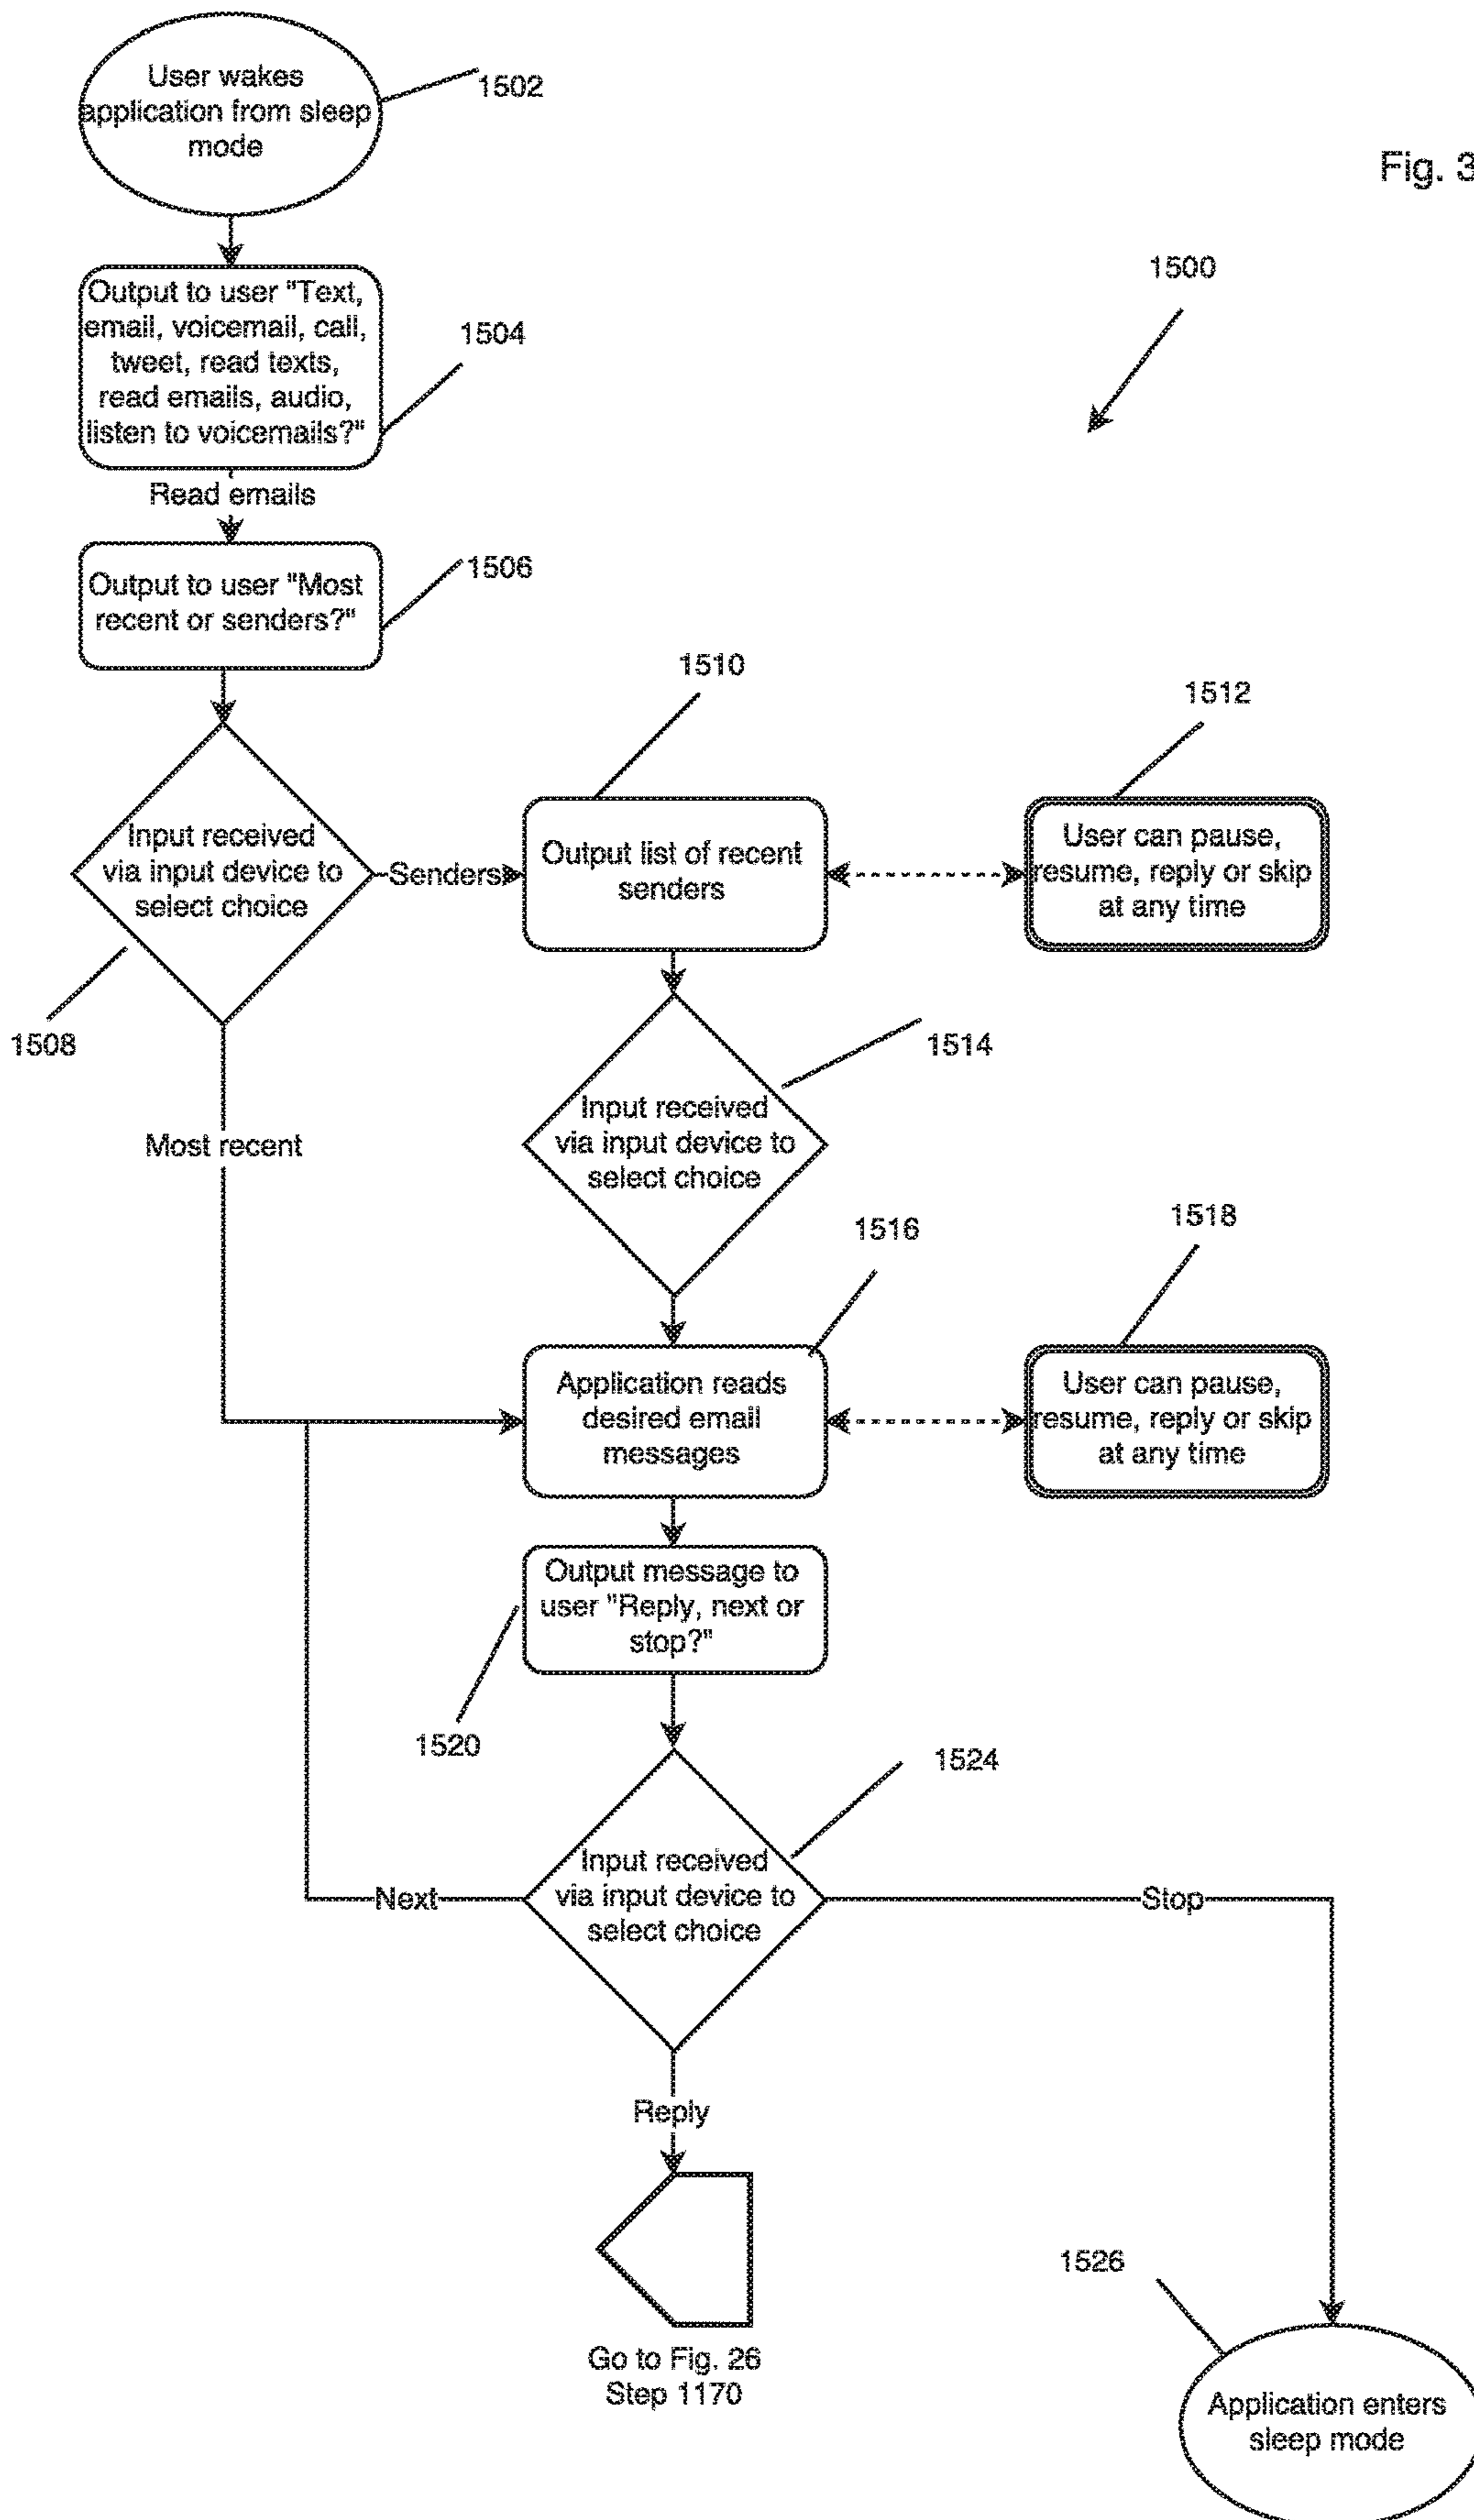 User wakes
application from sleep
mode
1502
Fig. 3
Output to user "Text,
email, voicemail, call,
tweet, read texts,
read emails, audio,
listen to voicemails?"
1504
1500
Read emails
Output to user "Most
recent or senders?"
1506
1510
1512
Input received
via input device to
select choice
1508
Senders
Output list of recent
senders
User can pause,
resume, reply or skip
at any time
1514
Input received
via input device to
select choice
Most recent
1516
1518
Application reads
desired email
messages
User can pause,
resume, reply or skip
at any time
Output message to
user "Reply, next or
stop?"
1520
1524
Input received
via input device to
select choice
Next
Stop
Reply
Go to Fig. 26
Step 1170
1526
Application enters
sleep mode